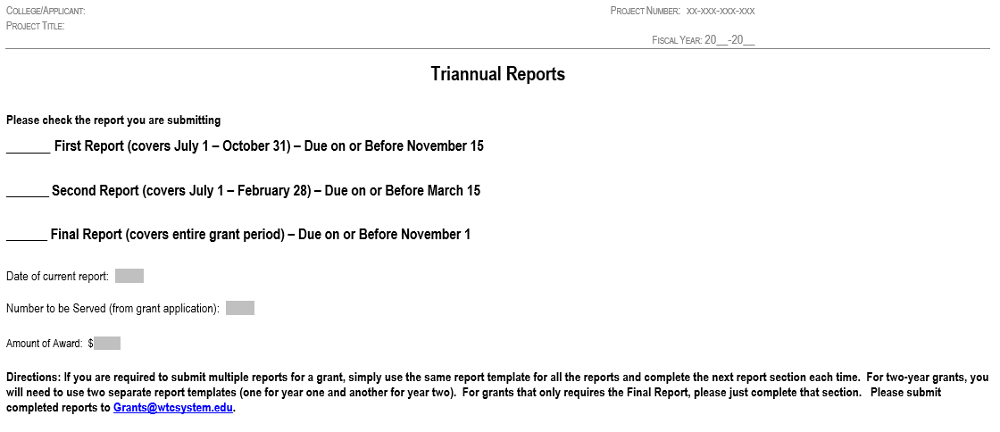 COLLEGE/APPLICANT: PROJECT NUMBER: XX-XXX-XXX-XXX
PROJECT TITLE:
FISCAL YEAR: 20__-20__
Triannual Reports
Please check the report you are submitting
______ First Report (covers July 1 – October 31) – Due on or Before November 15
______ Second Report (covers July 1 – February 28) – Due on or Before March 15
______ Final Report (covers entire grant period) – Due on or Before November 1
Date of current report:
Number to be Served (from grant application):
Amount of Award: $
Directions: If you are required to submit multiple reports for a grant, simply use the same report template for all the reports and complete the next report section each time. For two-year grants, you
will need to use two separate report templates (one for year one and another for year two). For grants that only requires the Final Report, please just complete that section. Please submit
completed reports to Grants@wtcsystem.edu.